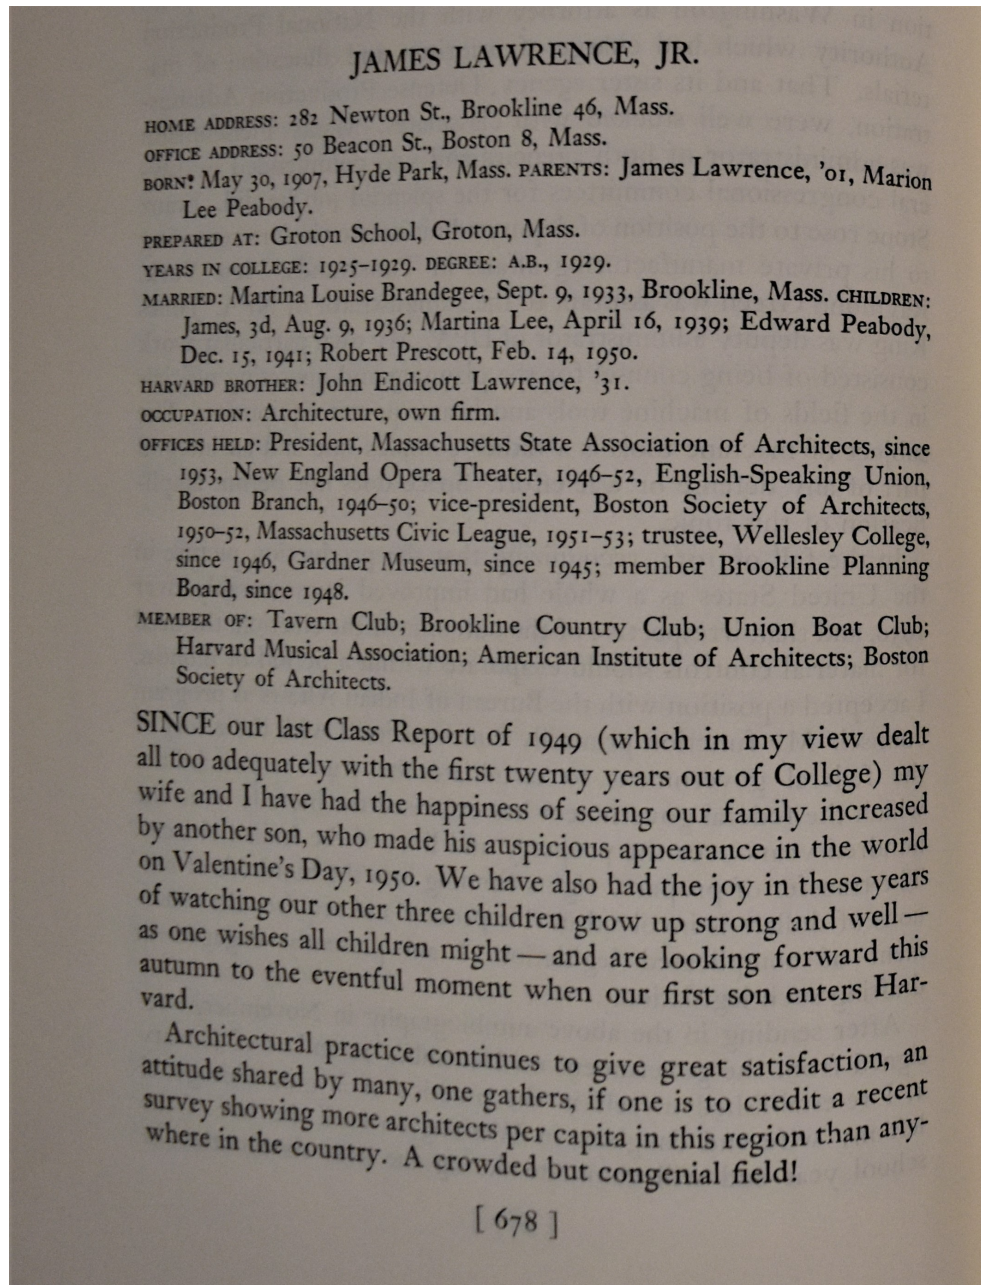 JAMES LAWRENCE, JR.
HOME ADDRESS: 282 Newton St., Brookline 46, Mass.
OFFICE ADDRESS: 50 Beacon St., Boston 8, Mass.
BORN: May 30, 1907, Hyde Park, Mass. PARENTS: James Lawrence, '01, Marion
Lee Peabody.
PREPARED AT: Groton School, Groton, Mass.
YEARS IN COLLEGE: 1925–1929. DEGREE: A.B., 1929.
MARRIED: Martina Louise Brandegee, Sept. 9, 1933, Brookline, Mass. CHILDREN:
James, 3d, Aug. 9, 1936; Martina Lee, April 16, 1939; Edward Peabody,
Dec. 15, 1941; Robert Prescott, Feb. 14, 1950.
HARVARD BROTHER: John Endicott Lawrence, '31.
OCCUPATION: Architecture, own firm.
OFFICES HELD: President, Massachusetts State Association of Architects, since
1953, New England Opera Theater, 1946–52, English-Speaking Union,
Boston Branch, 1946–50; vice-president, Boston Society of Architects,
1950–52, Massachusetts Civic League, 1951–53; trustee, Wellesley College,
since 1946, Gardner Museum, since 1945; member Brookline Planning
Board, since 1948.
MEMBER OF: Tavern Club; Brookline Country Club; Union Boat Club;
Harvard Musical Association; American Institute of Architects; Boston
Society of Architects.
SINCE our last Class Report of 1949 (which in my view dealt
all too adequately with the first twenty years out of College) my
wife and I have had the happiness of seeing our family increased
by another son, who made his auspicious appearance in the world
on Valentine's Day, 1950. We have also had the joy in these years
of watching our other three children grow up strong and well —
as one wishes all children might — and are looking forward this
autumn to the eventful moment when our first son enters Har-
vard.
Architectural practice continues to give great satisfaction, an
attitude shared by many, one gathers, if one is to credit a recent
survey showing more architects per capita in this region than any-
where in the country. A crowded but congenial field!
[ 678 ]